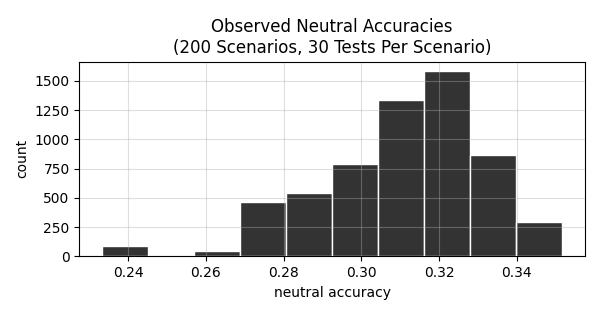 Observed Neutral Accuracies
(200 Scenarios, 30 Tests Per Scenario)
1500
1250
1000
750
500
250
0
count
0.24 0.26 0.28 0.30 0.32 0.34
neutral accuracy